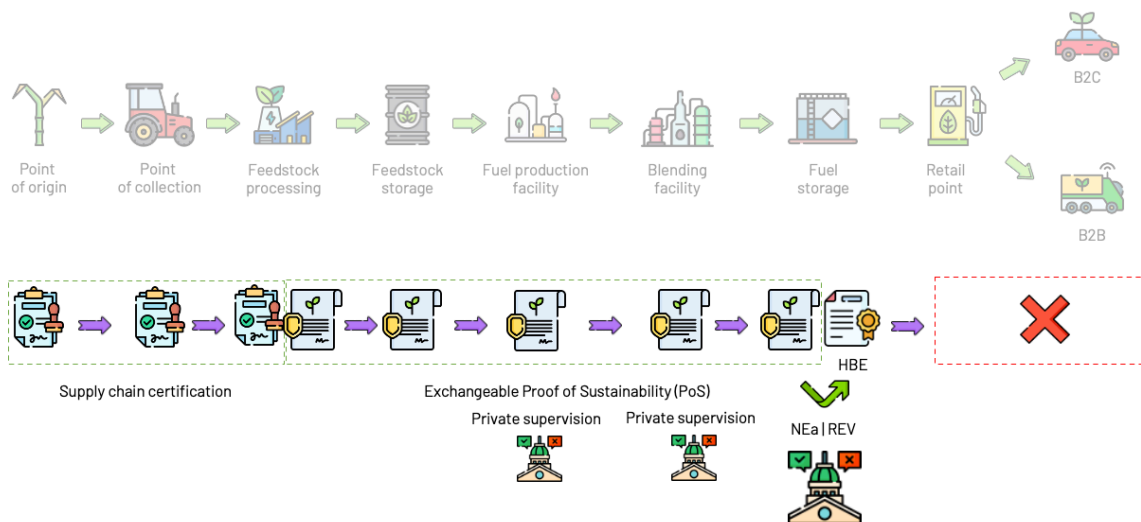 B2C
Point
of origin
Point
of collection
Feedstock
processing
Feedstock
storage
Fuel production
facility
Blending
facility
Fuel
storage
Retail
point
B2B
HBE
Supply chain certification
Exchangeable Proof of Sustainability (PoS)
Private supervision
Private supervision
NEa | REV